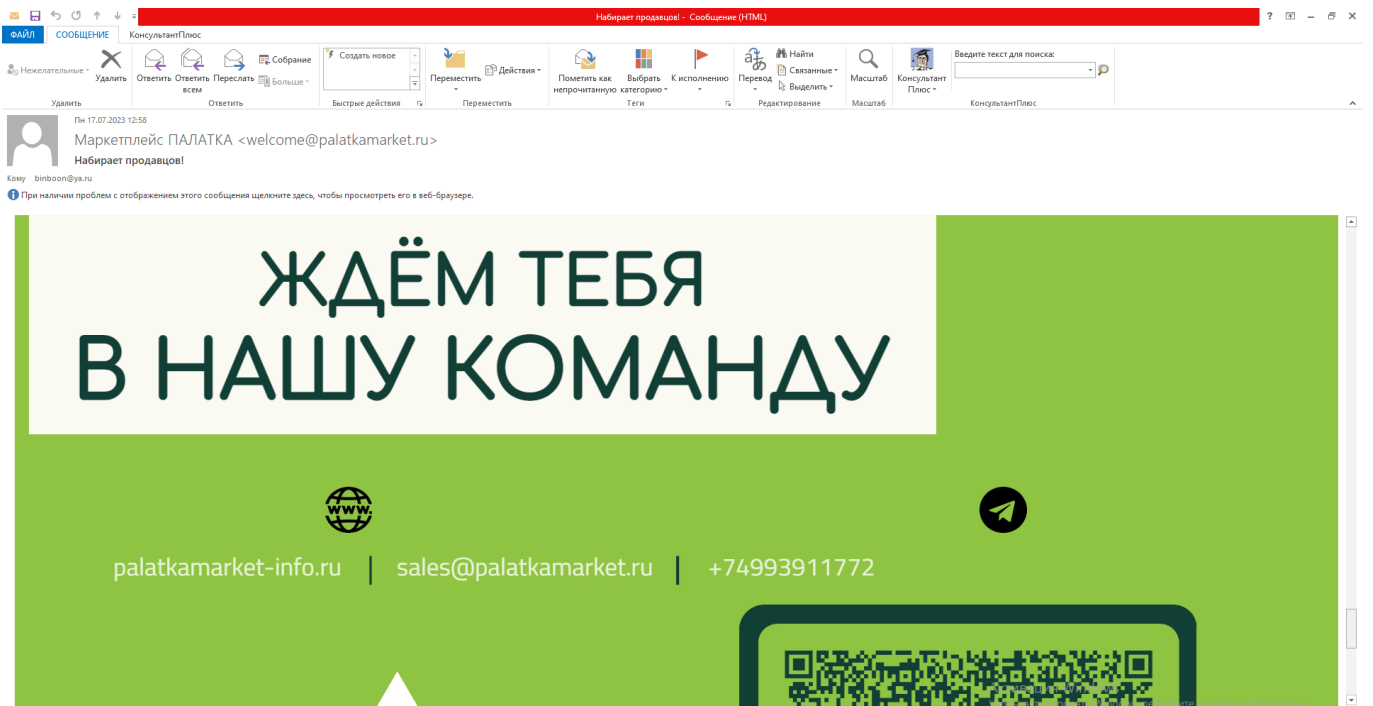 Набирает продавцов! - Сообщение (HTML)
ФАЙЛ СООБЩЕНИЕ КонсультантПлюс
Нежелательные
Удалить
Ответить Ответить всем Переслать
Собрание
Больше
Создать новое
Переместить
Действия
Пометить как непрочитанную
Выбрать категорию
К исполнению
Перевод
Найти
Связанные
Выделить
Масштаб
Консультант Плюс
Введите текст для поиска:
Удалить Ответить Быстрые действия Переместить Теги Редактирование Масштаб КонсультантПлюс
Пн 17.07.2023 12:58
Маркетплейс ПАЛАТКА <welcome@palatkamarket.ru>
Набирает продавцов!
Кому binboon@ya.ru
При наличии проблем с отображением этого сообщения щелкните здесь, чтобы просмотреть его в веб-браузере.
ЖДЁМ ТЕБЯ
В НАШУ КОМАНДУ
www.
palatkamarket-info.ru | sales@palatkamarket.ru | +74993911772